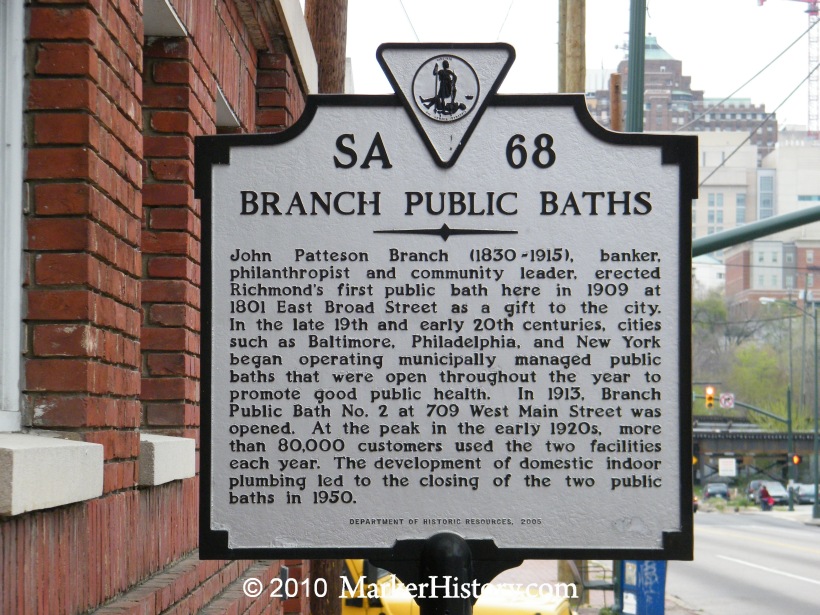 SA 68
BRANCH PUBLIC BATHS
John Patteson Branch (1830-1915), banker,
philanthropist and community leader, erected
Richmond's first public bath here in 1909 at
1801 East Broad Street as a gift to the city.
In the late 19th and early 20th centuries, cities
such as Baltimore, Philadelphia, and New York
began operating municipally managed public
baths that were open throughout the year to
promote good public health. In 1913, Branch
Public Bath No. 2 at 709 West Main Street was
opened. At the peak in the early 1920s, more
than 80,000 customers used the two facilities
each year. The development of domestic indoor
plumbing led to the closing of the two public
baths in 1950.
DEPARTMENT OF HISTORIC RESOURCES, 2005
© 2010 MarkerHistory.com